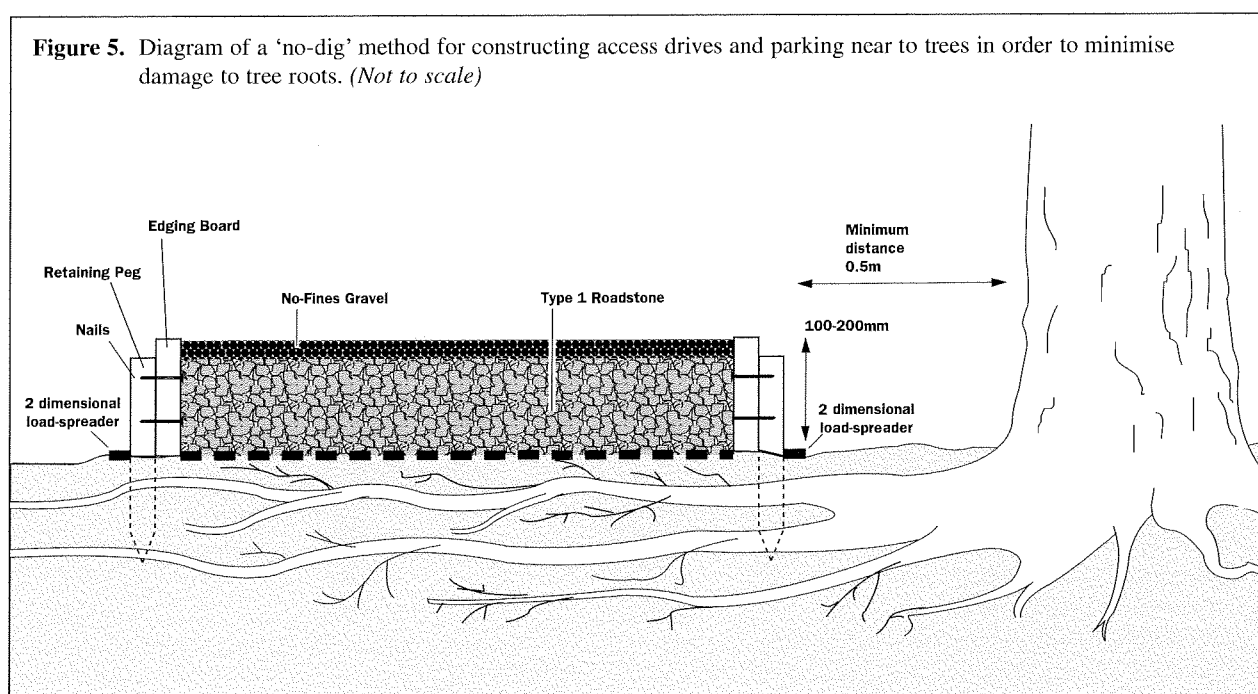 Figure 5. Diagram of a ‘no-dig’ method for constructing access drives and parking near to trees in order to minimise
damage to tree roots. (Not to scale)
Edging Board
Retaining Peg
Nails
2 dimensional
load-spreader
No-Fines Gravel
Type 1 Roadstone
Minimum
distance
0.5m
100-200mm
2 dimensional
load-spreader